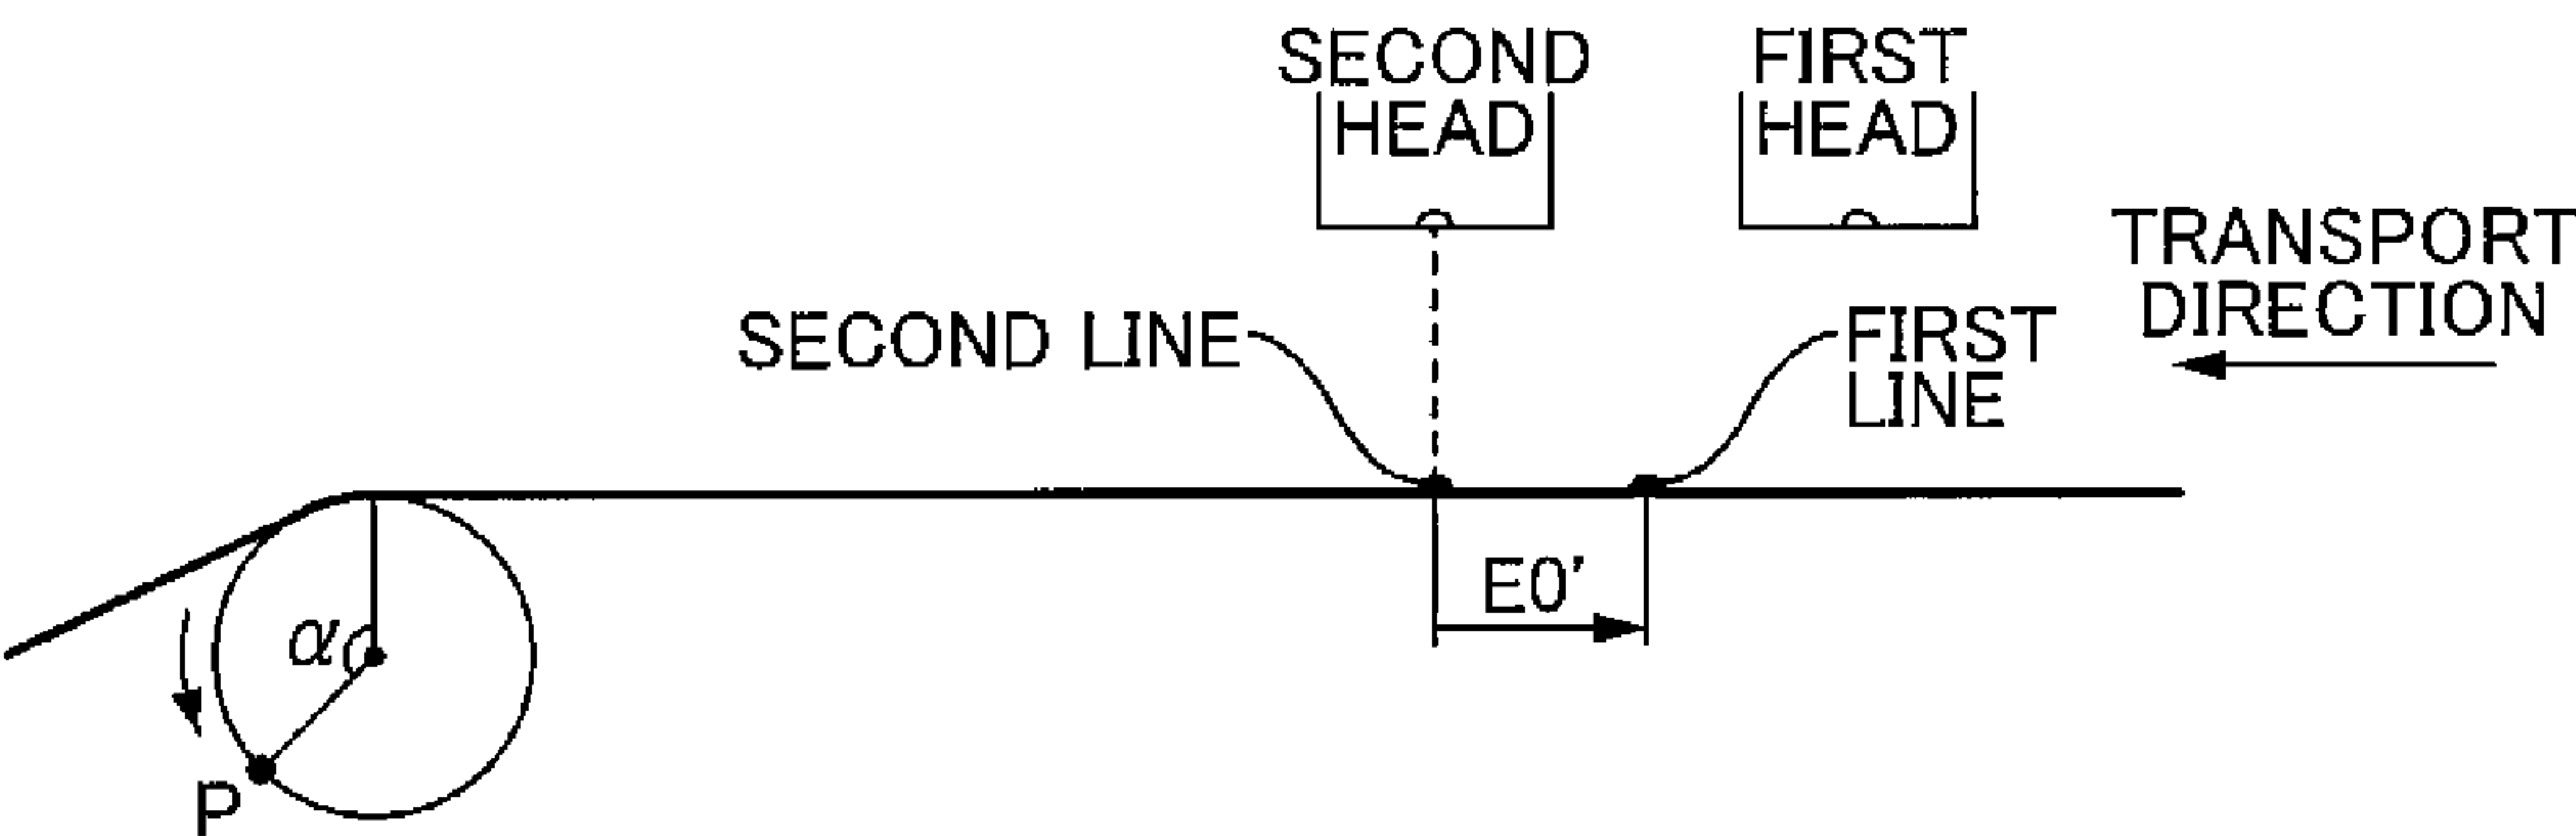 SECOND
HEAD
FIRST
HEAD
TRANSPORT
DIRECTION
SECOND LINE
FIRST
LINE
E0'
α
P